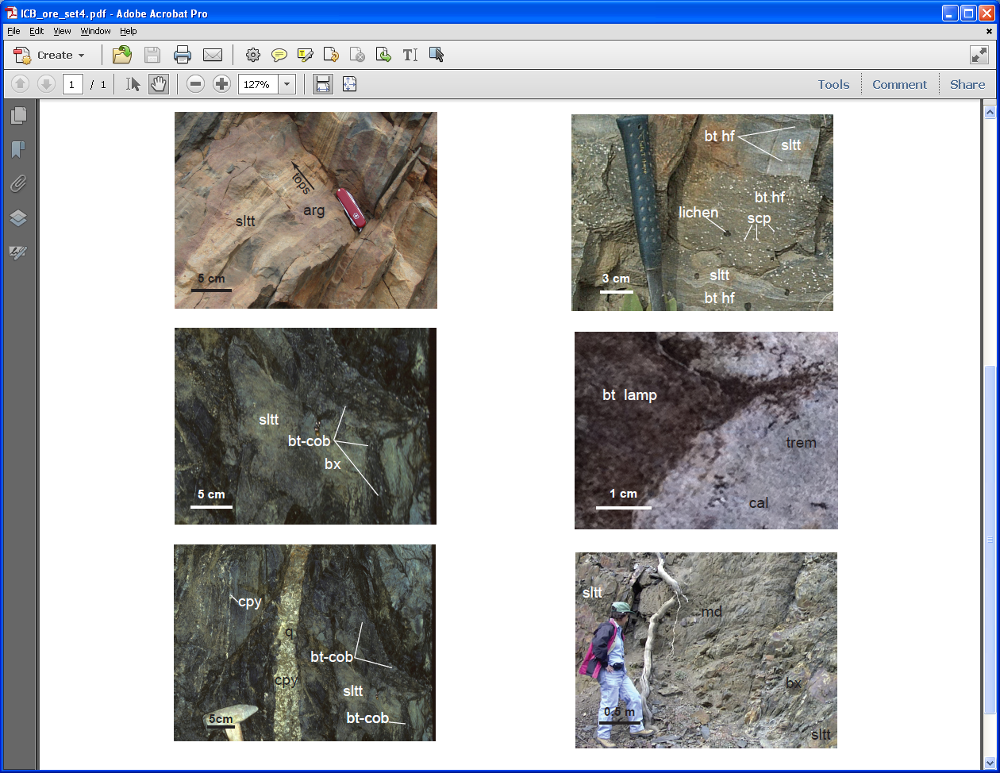 ICB_ore_set4.pdf - Adobe Acrobat Pro
File Edit View Window Help
Create
1 / 1 127% Tools Comment Share
tops
arg
sltt
5 cm
bt hf
sltt
bt hf
lichen
scp
sltt
3 cm
bt hf
sltt
bt-cob
bx
5 cm
bt lamp
trem
1 cm
cal
cpy
q
bt-cob
cpy
sltt
bt-cob
5cm
sltt
md
bx
0.5 m
sltt